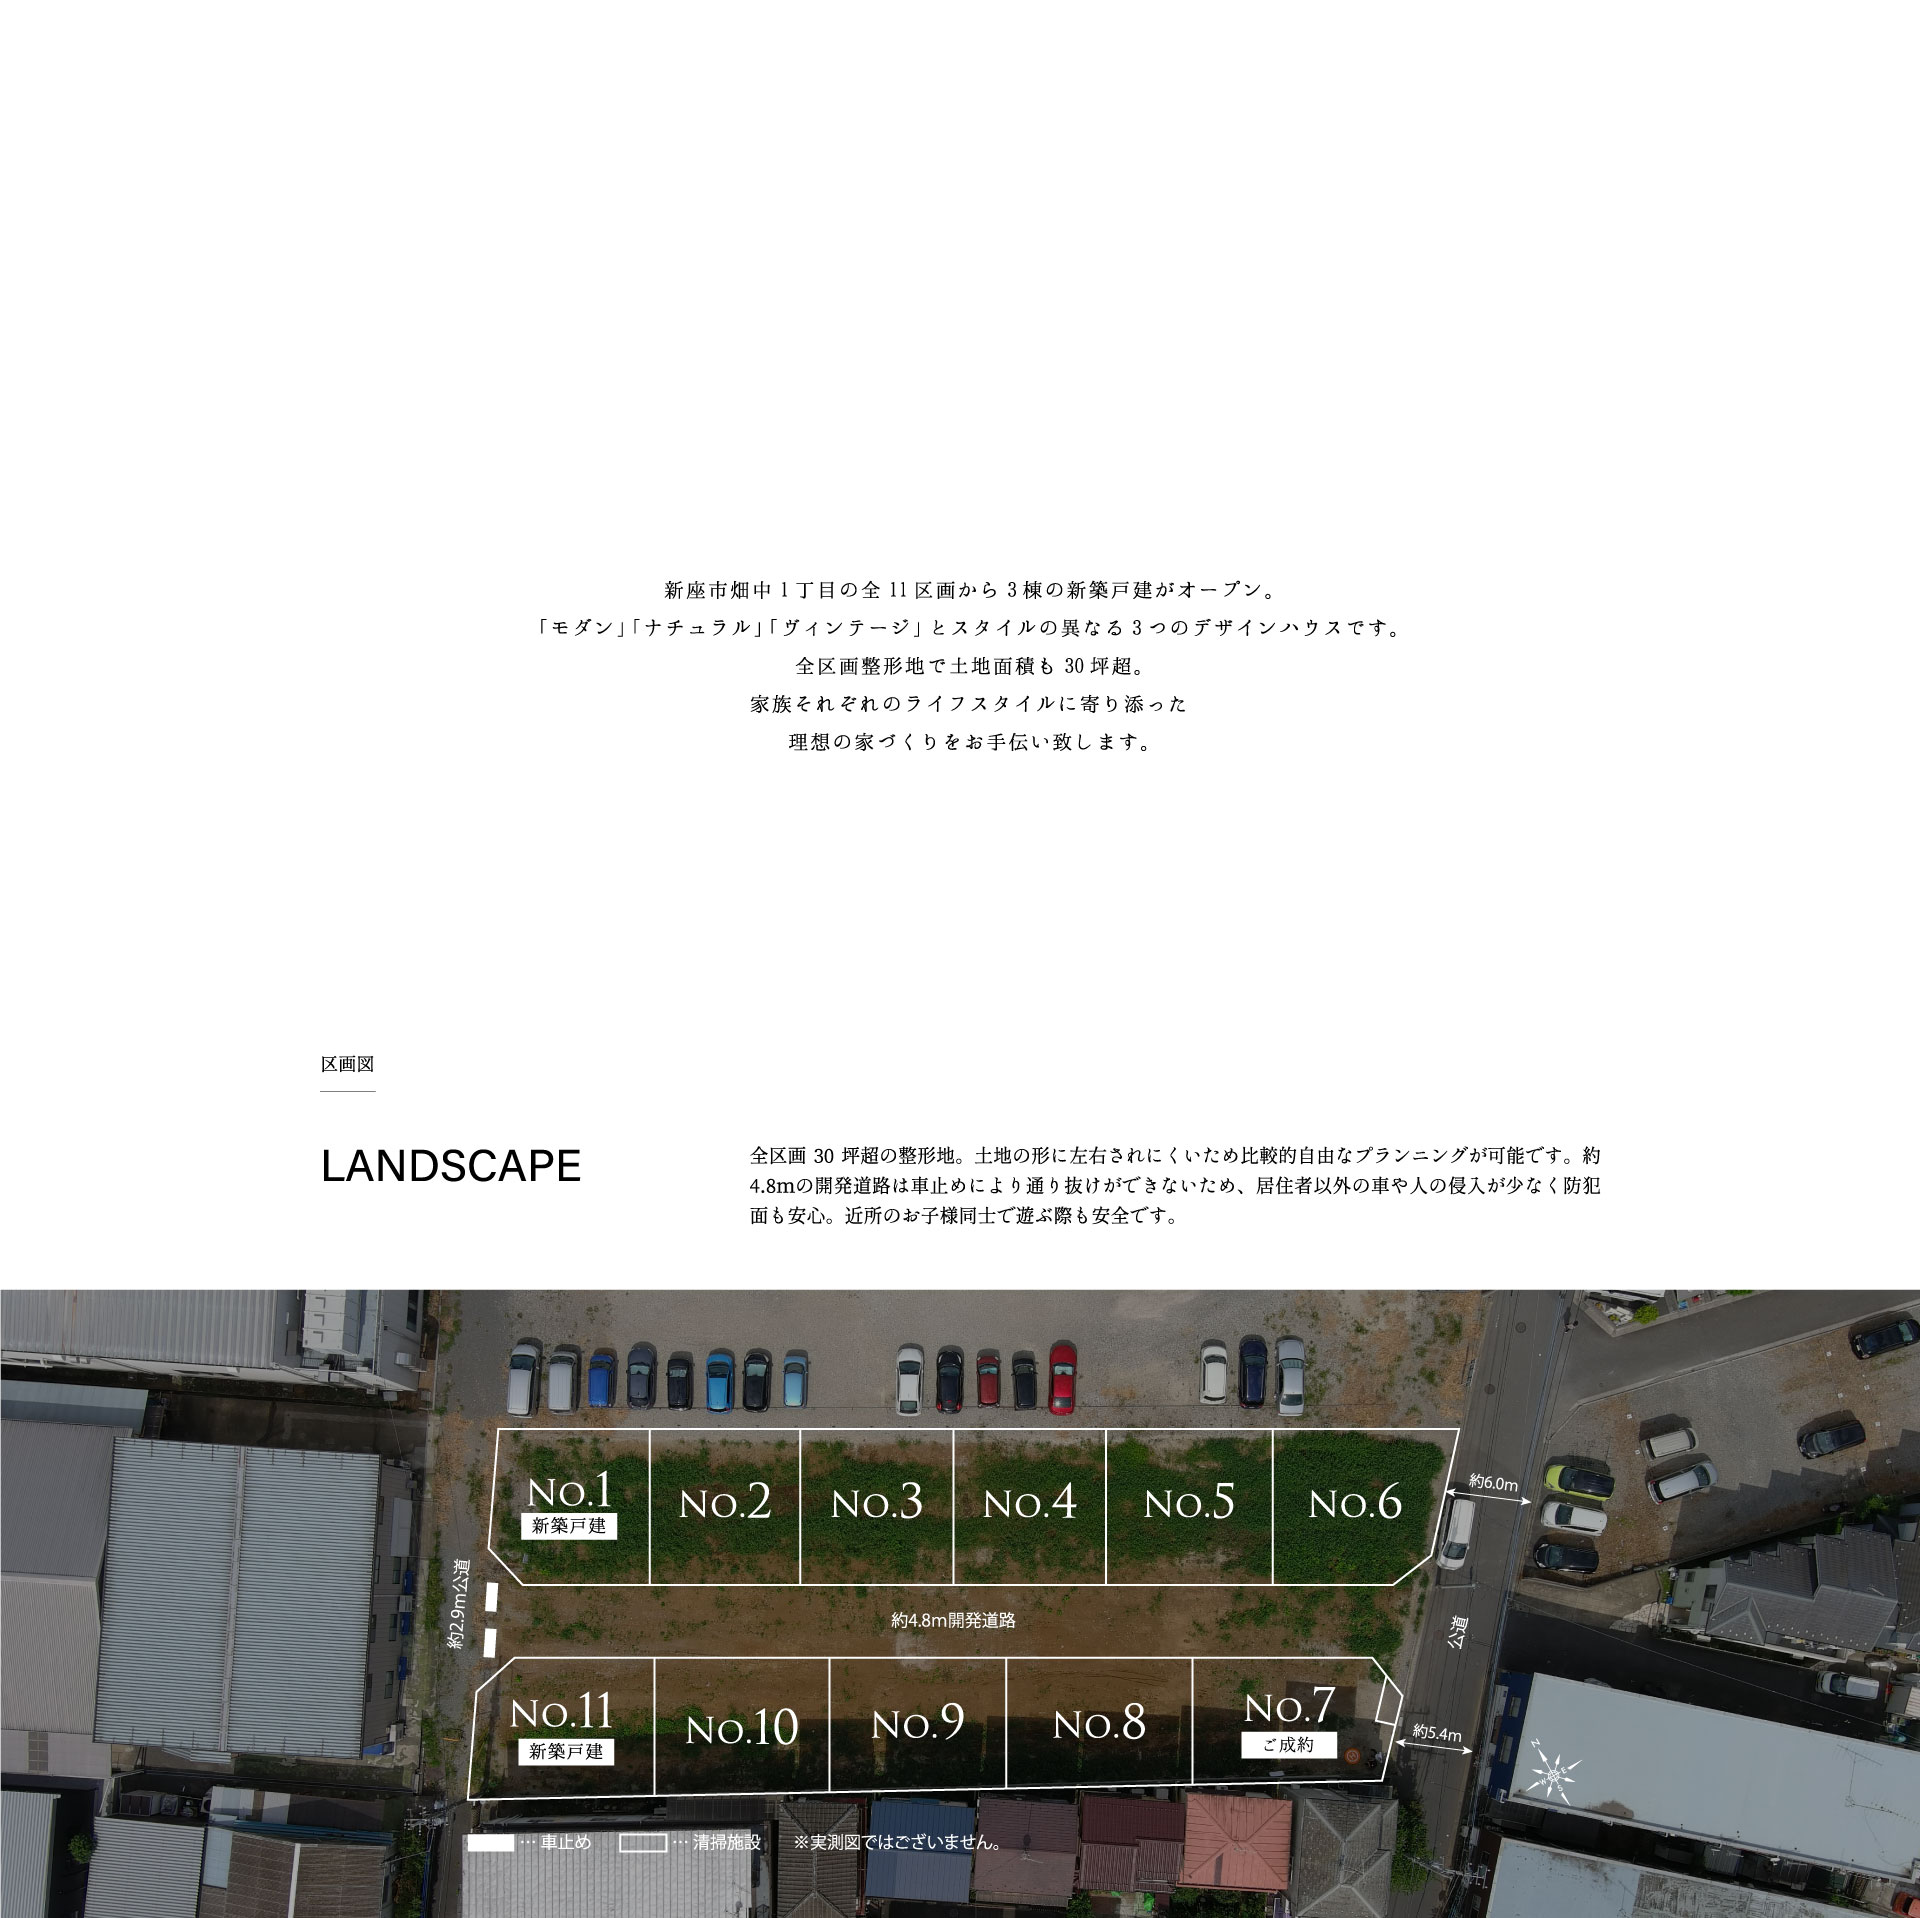 新座市畑中1丁目の全11区画から3棟の新築戸建がオープン。
「モダン」「ナチュラル」「ヴィンテージ」とスタイルの異なる3つのデザインハウスです。
全区画整形地で土地面積も30坪超。
家族それぞれのライフスタイルに寄り添った
理想の家づくりをお手伝い致します。
区画図
LANDSCAPE
全区画 30 坪超の整形地。土地の形に左右されにくいため比較的自由なプランニングが可能です。約
4.8mの開発道路は車止めにより通り抜けができないため、居住者以外の車や人の侵入が少なく防犯
面も安心。近所のお子様同士で遊ぶ際も安全です。
No.1
新築戸建
No.2
No.3
No.4
No.5
No.6
約6.0m
約2.9m公道
約4.8m開発道路
公道
No.11
新築戸建
No.10
No.9
No.8
No.7
ご成約
約5.4m
N
E
W
S
… 車止め
… 清掃施設
※実測図ではございません。